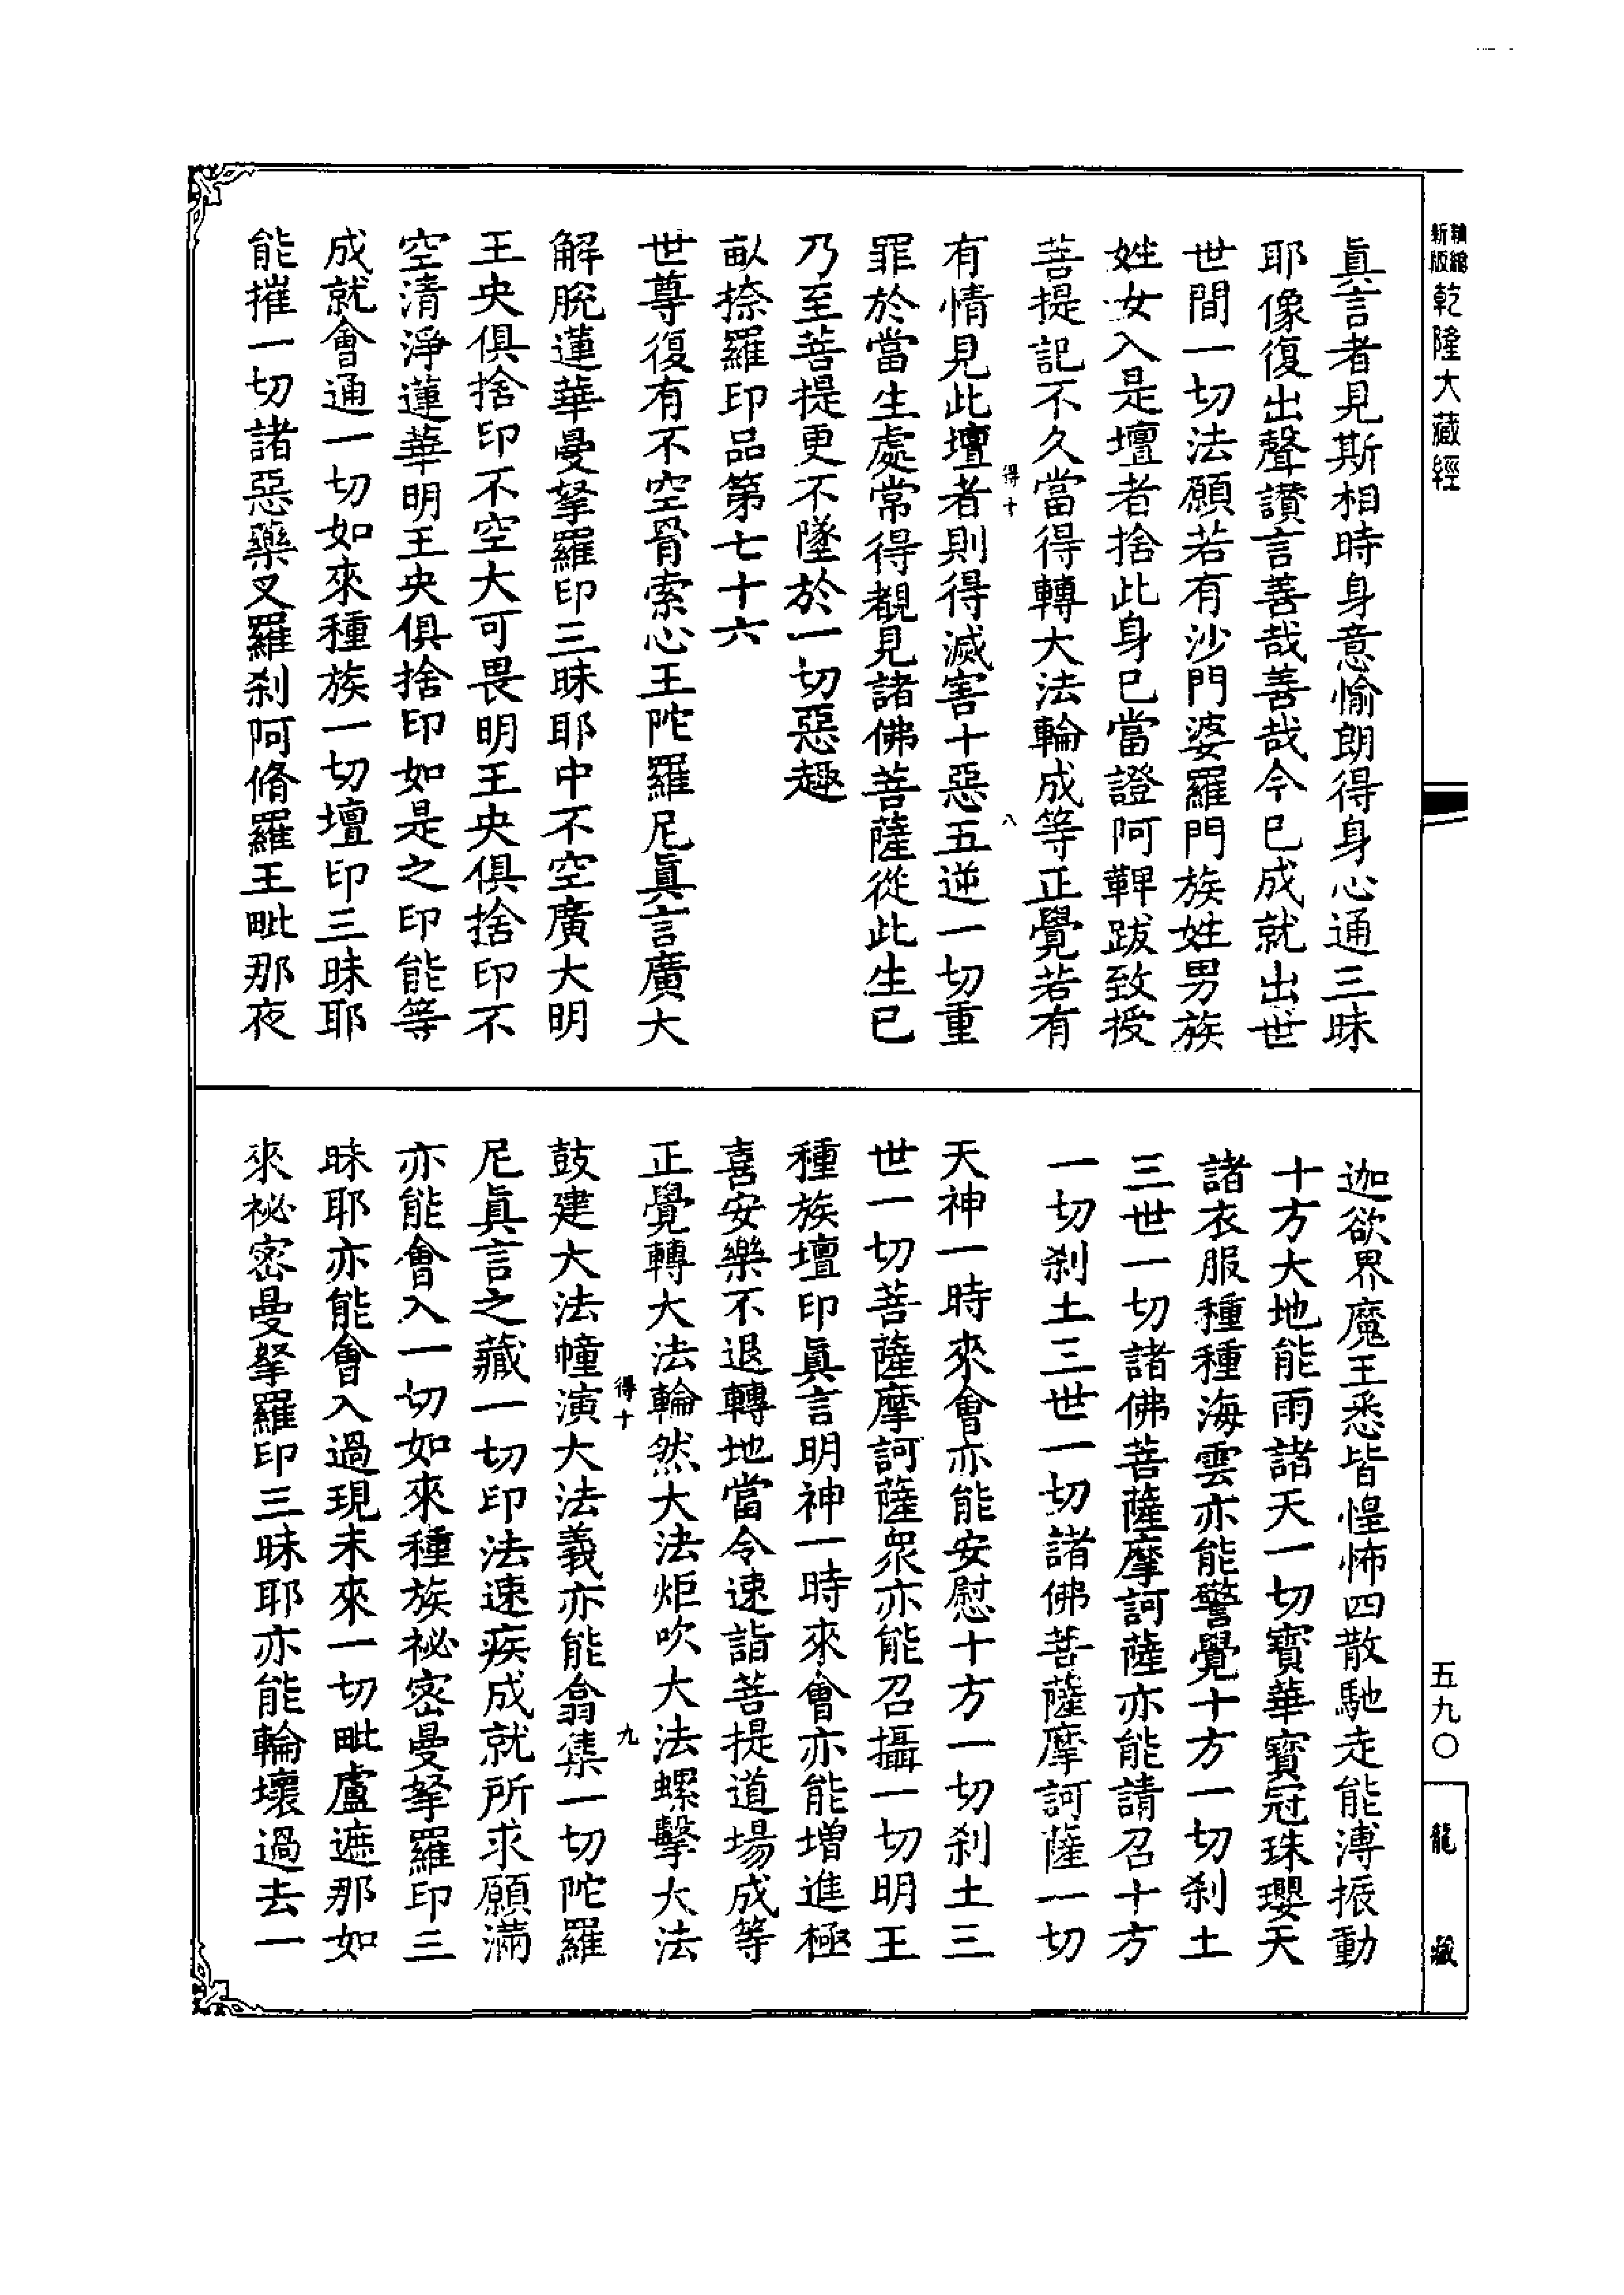 精縮
新版
乾隆大藏經
五九〇
龍藏
真言者見斯相時身意愉朗得身心通三昧
耶像復出聲讚言善哉善哉今巳成就出世
世間一切法願若有沙門婆羅門族姓男族
姓女入是壇者捨此身巳當證阿鞞跋致授
菩提記不久當得轉大法輪成等正覺若有
得十
八
有情見此壇者則得滅害十惡五逆一切重
罪於當生處常得覩見諸佛菩薩從此生巳
乃至菩提更不墜於一切惡趣
畝捺羅印品第七十六
世尊復有不空罥索心王陀羅尼眞言廣大
解脫蓮華曼拏羅印三昧耶中不空廣大明
王央俱捨印不空大可畏明王央俱捨印不
空清淨蓮華明王央俱捨印如是之印能等
成就會通一切如來種族一切壇印三昧耶
能摧一切諸惡藥叉羅剎阿脩羅王毗那夜
迦欲界魔王悉皆惶怖四散馳走能溥振動
十方大地能雨諸天一切寶華寶冠珠瓔天
諸衣服種種海雲亦能警覺十方一切剎土
三世一切諸佛菩薩摩訶薩亦能請召十方
一切剎土三世一切諸佛菩薩摩訶薩一切
天神一時來會亦能安慰十方一切剎土三
世一切菩薩摩訶薩衆亦能召攝一切明王
種族壇印眞言明神一時來會亦能增進極
喜安樂不退轉地當令速詣菩提道場成等
正覺轉大法輪然大法炬吹大法螺擊大法
得十
九
鼓建大法幢演大法義亦能翕集一切陀羅
尼眞言之藏一切印法速疾成就所求願滿
亦能會入一切如來種族祕密曼拏羅印三
昧耶亦能會入過現未來一切毗盧遮那如
來祕密曼拏羅印三昧耶亦能輪壞過去一